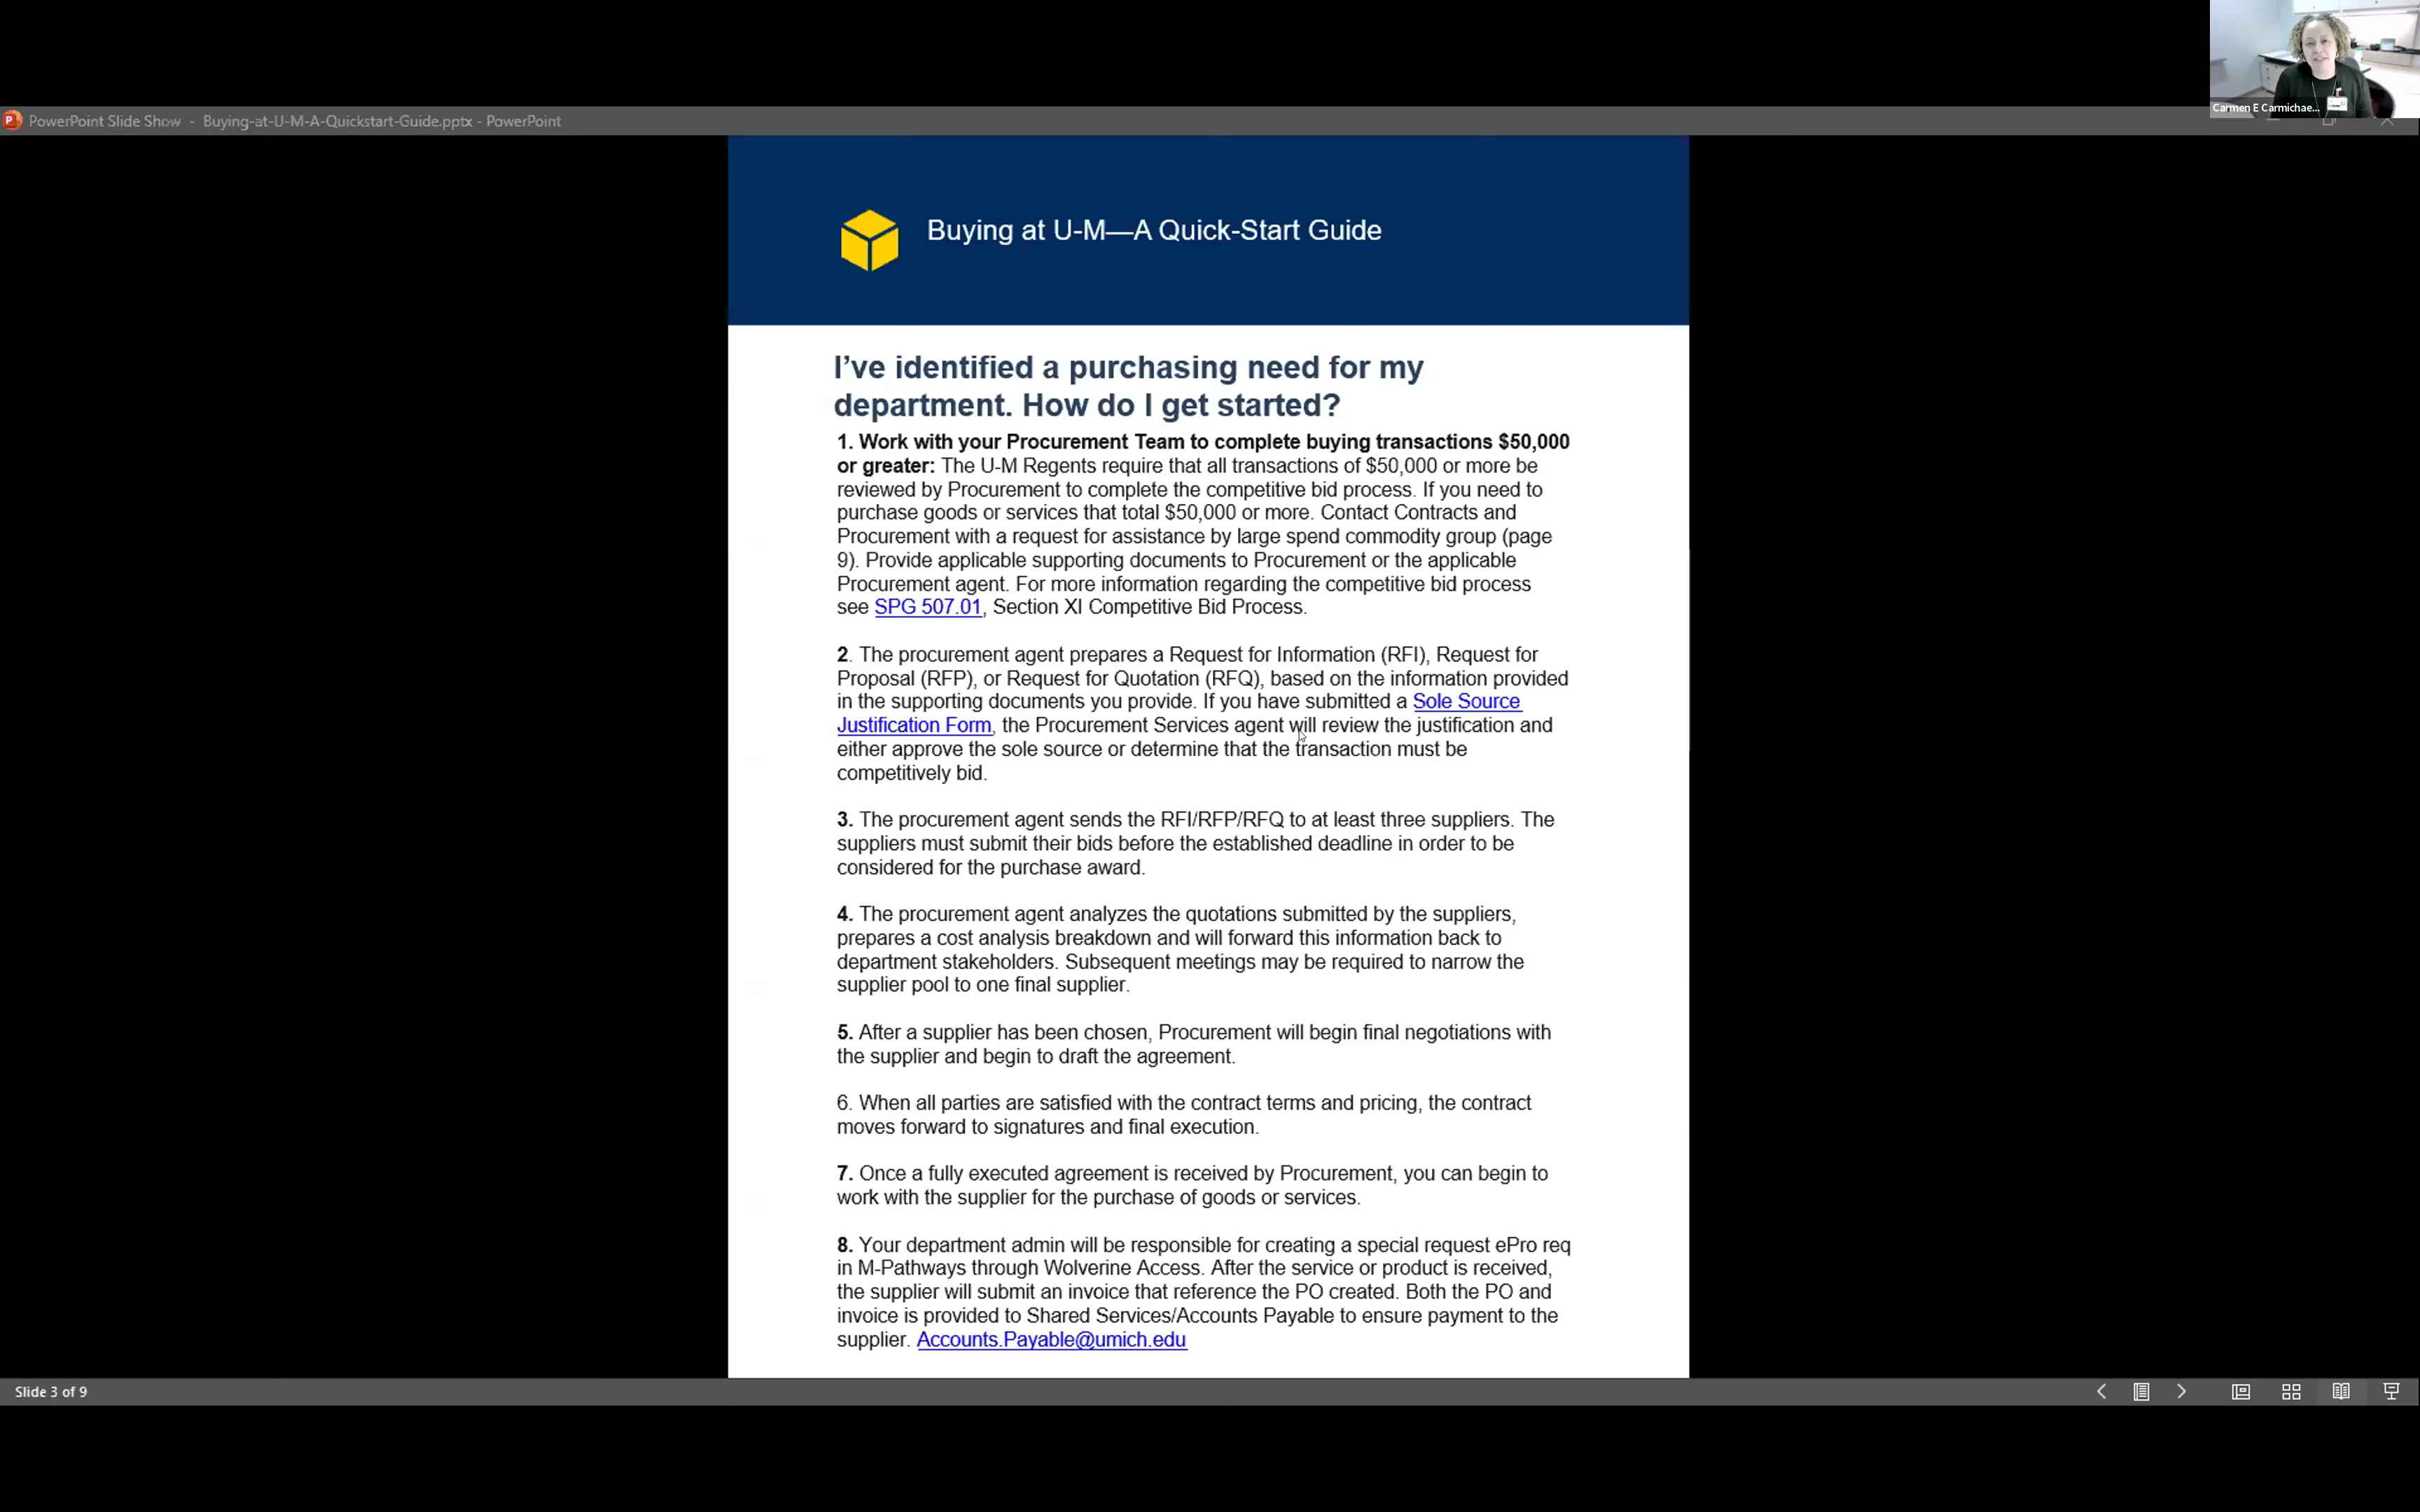 Carmen E Carmichae...
PowerPoint Slide Show - Buying-at-U-M-A-Quickstart-Guide.pptx - PowerPoint
Buying at U-M—A Quick-Start Guide
I’ve identified a purchasing need for my
department. How do I get started?
1. Work with your Procurement Team to complete buying transactions $50,000
or greater: The U-M Regents require that all transactions of $50,000 or more be
reviewed by Procurement to complete the competitive bid process. If you need to
purchase goods or services that total $50,000 or more. Contact Contracts and
Procurement with a request for assistance by large spend commodity group (page
9). Provide applicable supporting documents to Procurement or the applicable
Procurement agent. For more information regarding the competitive bid process
see SPG 507.01, Section XI Competitive Bid Process.
2. The procurement agent prepares a Request for Information (RFI), Request for
Proposal (RFP), or Request for Quotation (RFQ), based on the information provided
in the supporting documents you provide. If you have submitted a Sole Source
Justification Form, the Procurement Services agent will review the justification and
either approve the sole source or determine that the transaction must be
competitively bid.
3. The procurement agent sends the RFI/RFP/RFQ to at least three suppliers. The
suppliers must submit their bids before the established deadline in order to be
considered for the purchase award.
4. The procurement agent analyzes the quotations submitted by the suppliers,
prepares a cost analysis breakdown and will forward this information back to
department stakeholders. Subsequent meetings may be required to narrow the
supplier pool to one final supplier.
5. After a supplier has been chosen, Procurement will begin final negotiations with
the supplier and begin to draft the agreement.
6. When all parties are satisfied with the contract terms and pricing, the contract
moves forward to signatures and final execution.
7. Once a fully executed agreement is received by Procurement, you can begin to
work with the supplier for the purchase of goods or services.
8. Your department admin will be responsible for creating a special request ePro req
in M-Pathways through Wolverine Access. After the service or product is received,
the supplier will submit an invoice that reference the PO created. Both the PO and
invoice is provided to Shared Services/Accounts Payable to ensure payment to the
supplier. Accounts.Payable@umich.edu
Slide 3 of 9